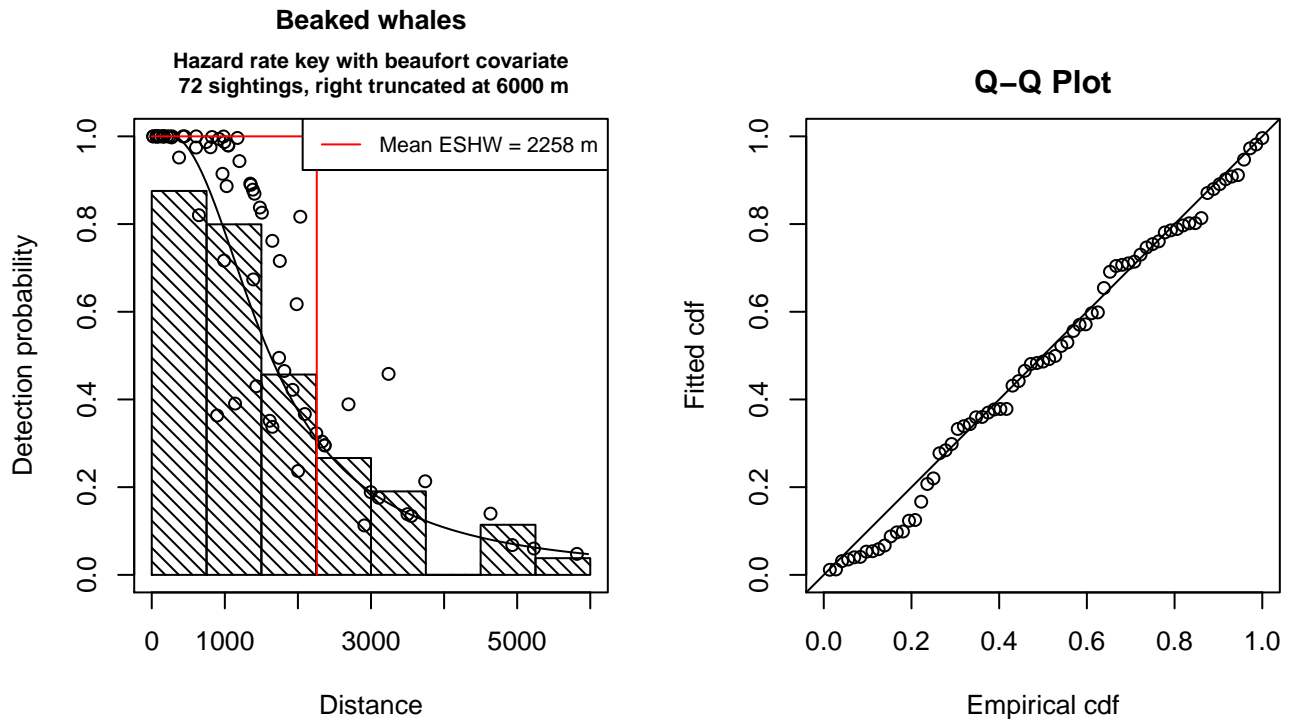 Beaked whales
Hazard rate key with beaufort covariate
72 sightings, right truncated at 6000 m
Mean ESHW = 2258 m
Detection probability
0.0 0.2 0.4 0.6 0.8 1.0
0 1000 3000 5000
Distance
Q−Q Plot
Fitted cdf
0.0 0.2 0.4 0.6 0.8 1.0
0.0 0.2 0.4 0.6 0.8 1.0
Empirical cdf